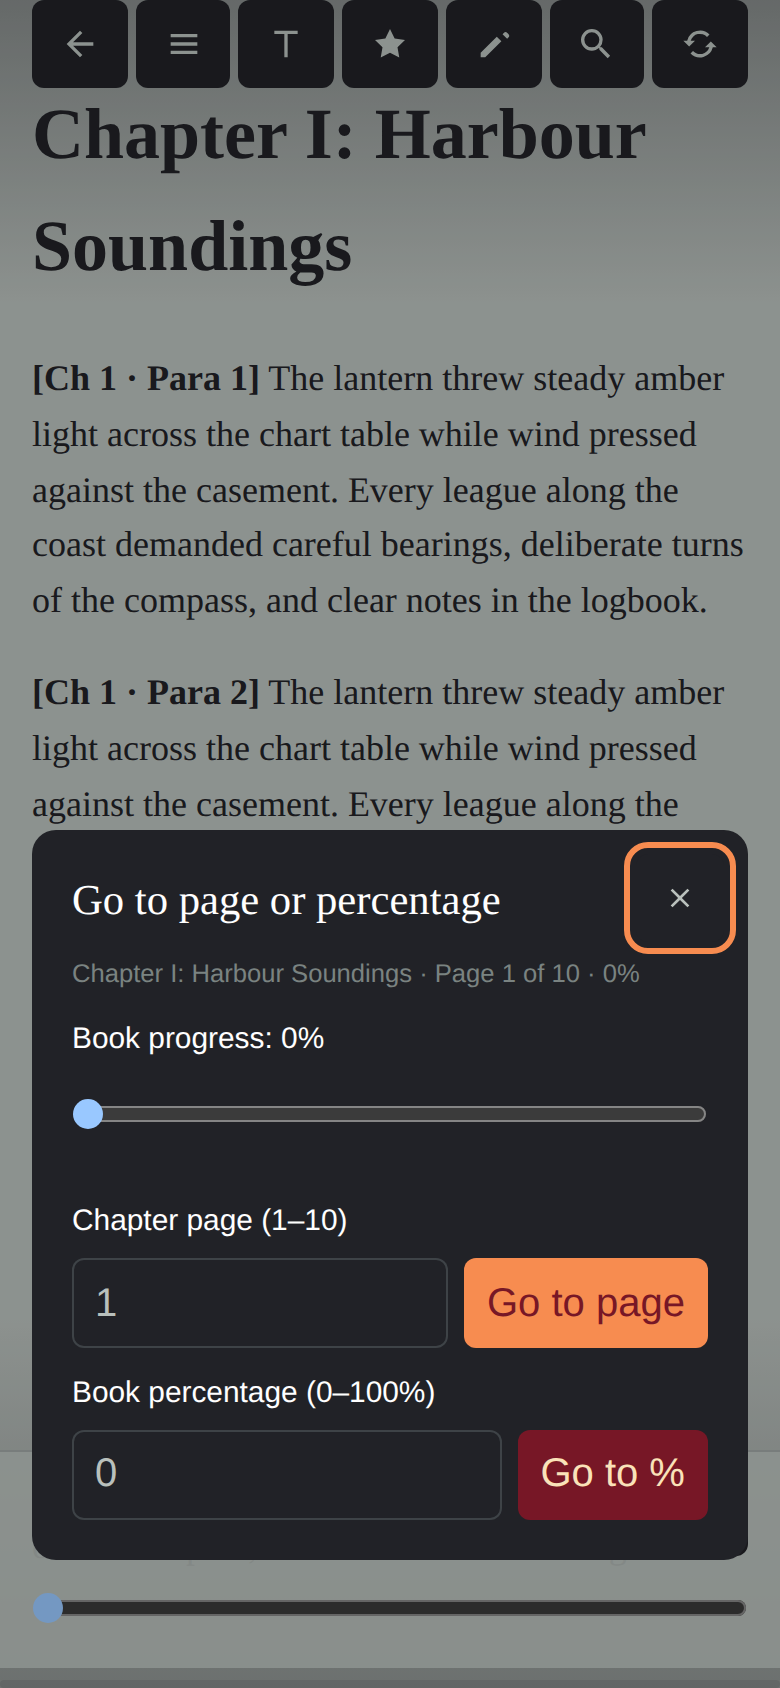 Chapter I: Harbour
Soundings
[Ch 1 · Para 1] The lantern threw steady amber
light across the chart table while wind pressed
against the casement. Every league along the
coast demanded careful bearings, deliberate turns
of the compass, and clear notes in the logbook.
[Ch 1 · Para 2] The lantern threw steady amber
light across the chart table while wind pressed
against the casement. Every league along the
Go to page or percentage
Chapter I: Harbour Soundings · Page 1 of 10 · 0%
Book progress: 0%
Chapter page (1–10)
1
Go to page
Book percentage (0–100%)
0
Go to %